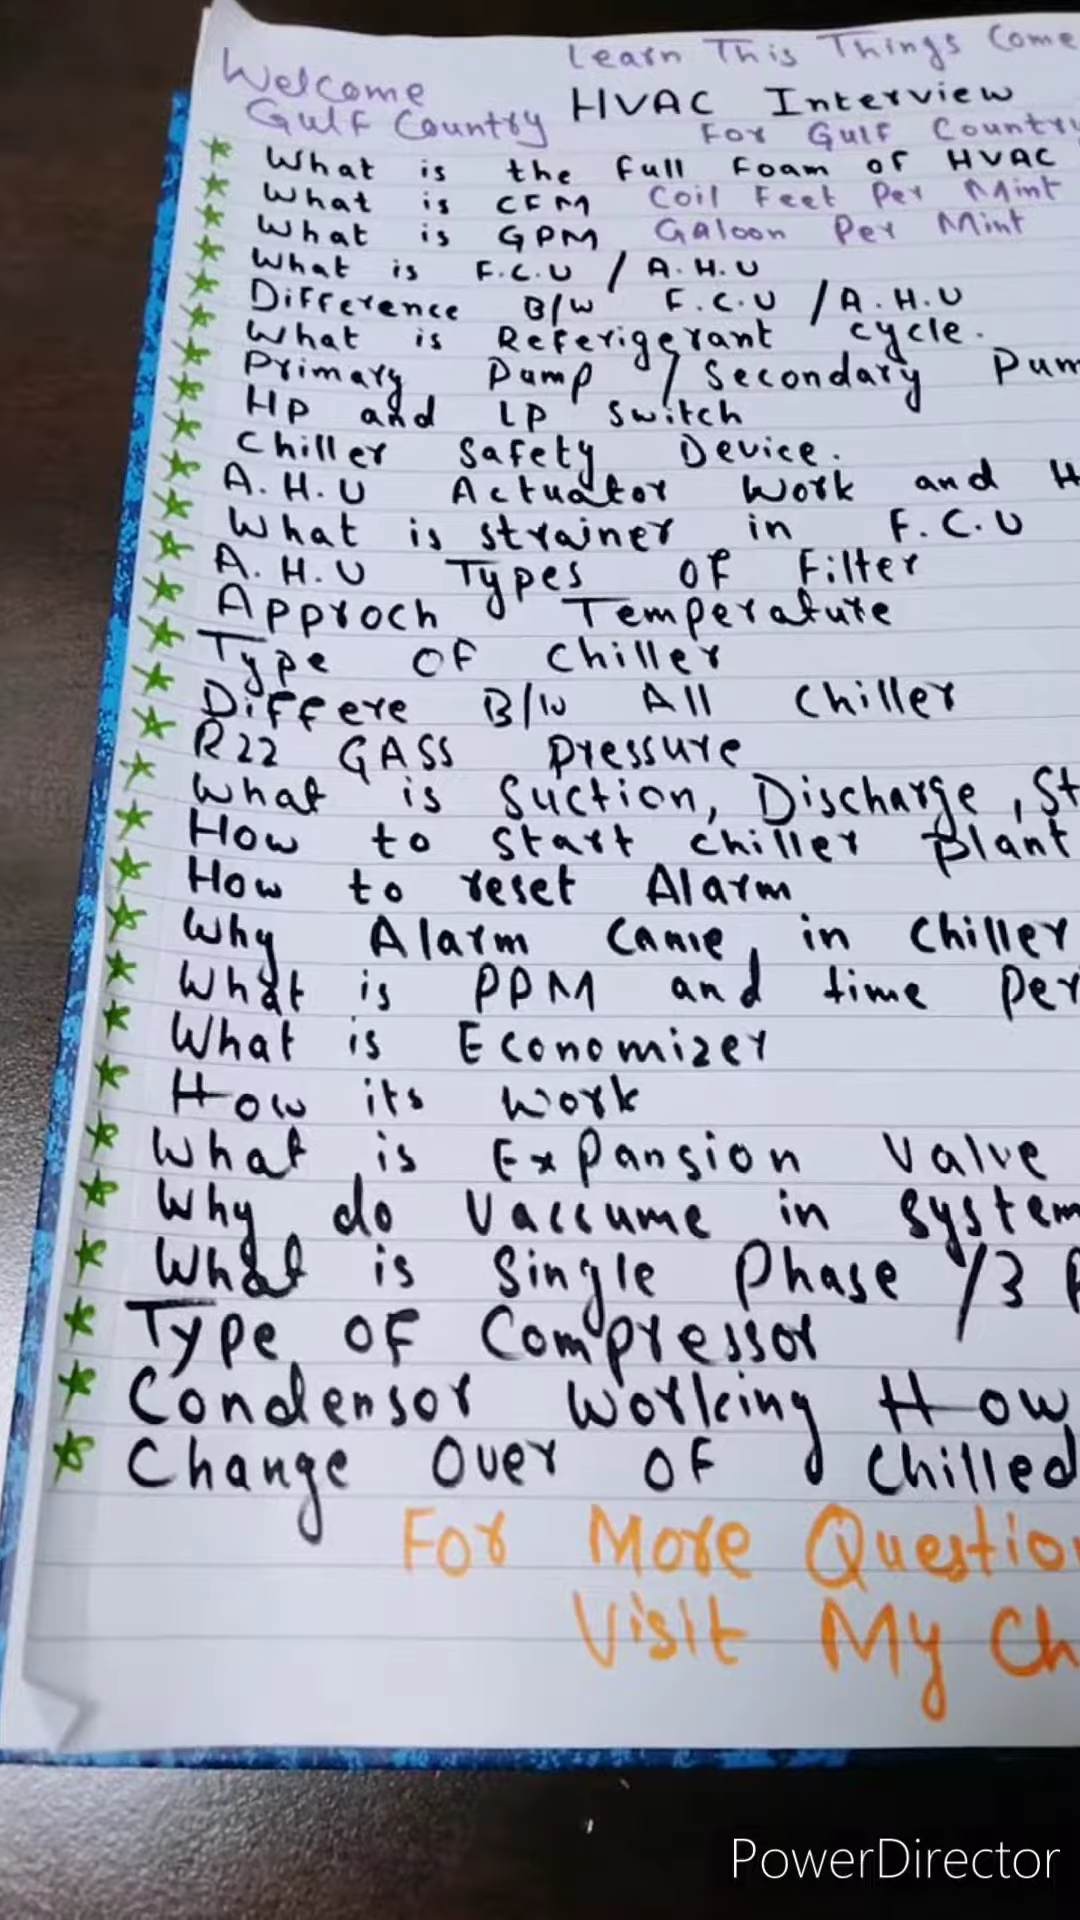 Learn This Things Come
Welcome
Gulf Country
HVAC Interview
For Gulf Country
What is the full Foam of HVAC
What is CFM Coil Feet Per Mint
What is GPM Galoon Per Mint
What is F.C.U / A.H.U
Difference B/w F.C.U / A.H.U
What is Referigerant cycle.
Primary Pump / Secondary Pum
HP and LP Switch
Chiller Safety Device.
A.H.U Actuator Work and H
What is strainer in F.C.U
A.H.U Types OF Filter
Approch Temperature
Type OF Chiller
Differe B/w All Chiller
R22 GASS Pressure
What is Suction, Discharge, St
How to Start Chiller Plant
How to reset Alarm
Why Alarm Came in Chiller
What is PPM and time Per
What is Economizer
How its work
What is Expansion Valve
Why do Vaccume in System
What is Single Phase /3 P
Type OF Compressor
Condensor Working How
Change Over OF Chilled
For More Questio
Visit My Ch
PowerDirector